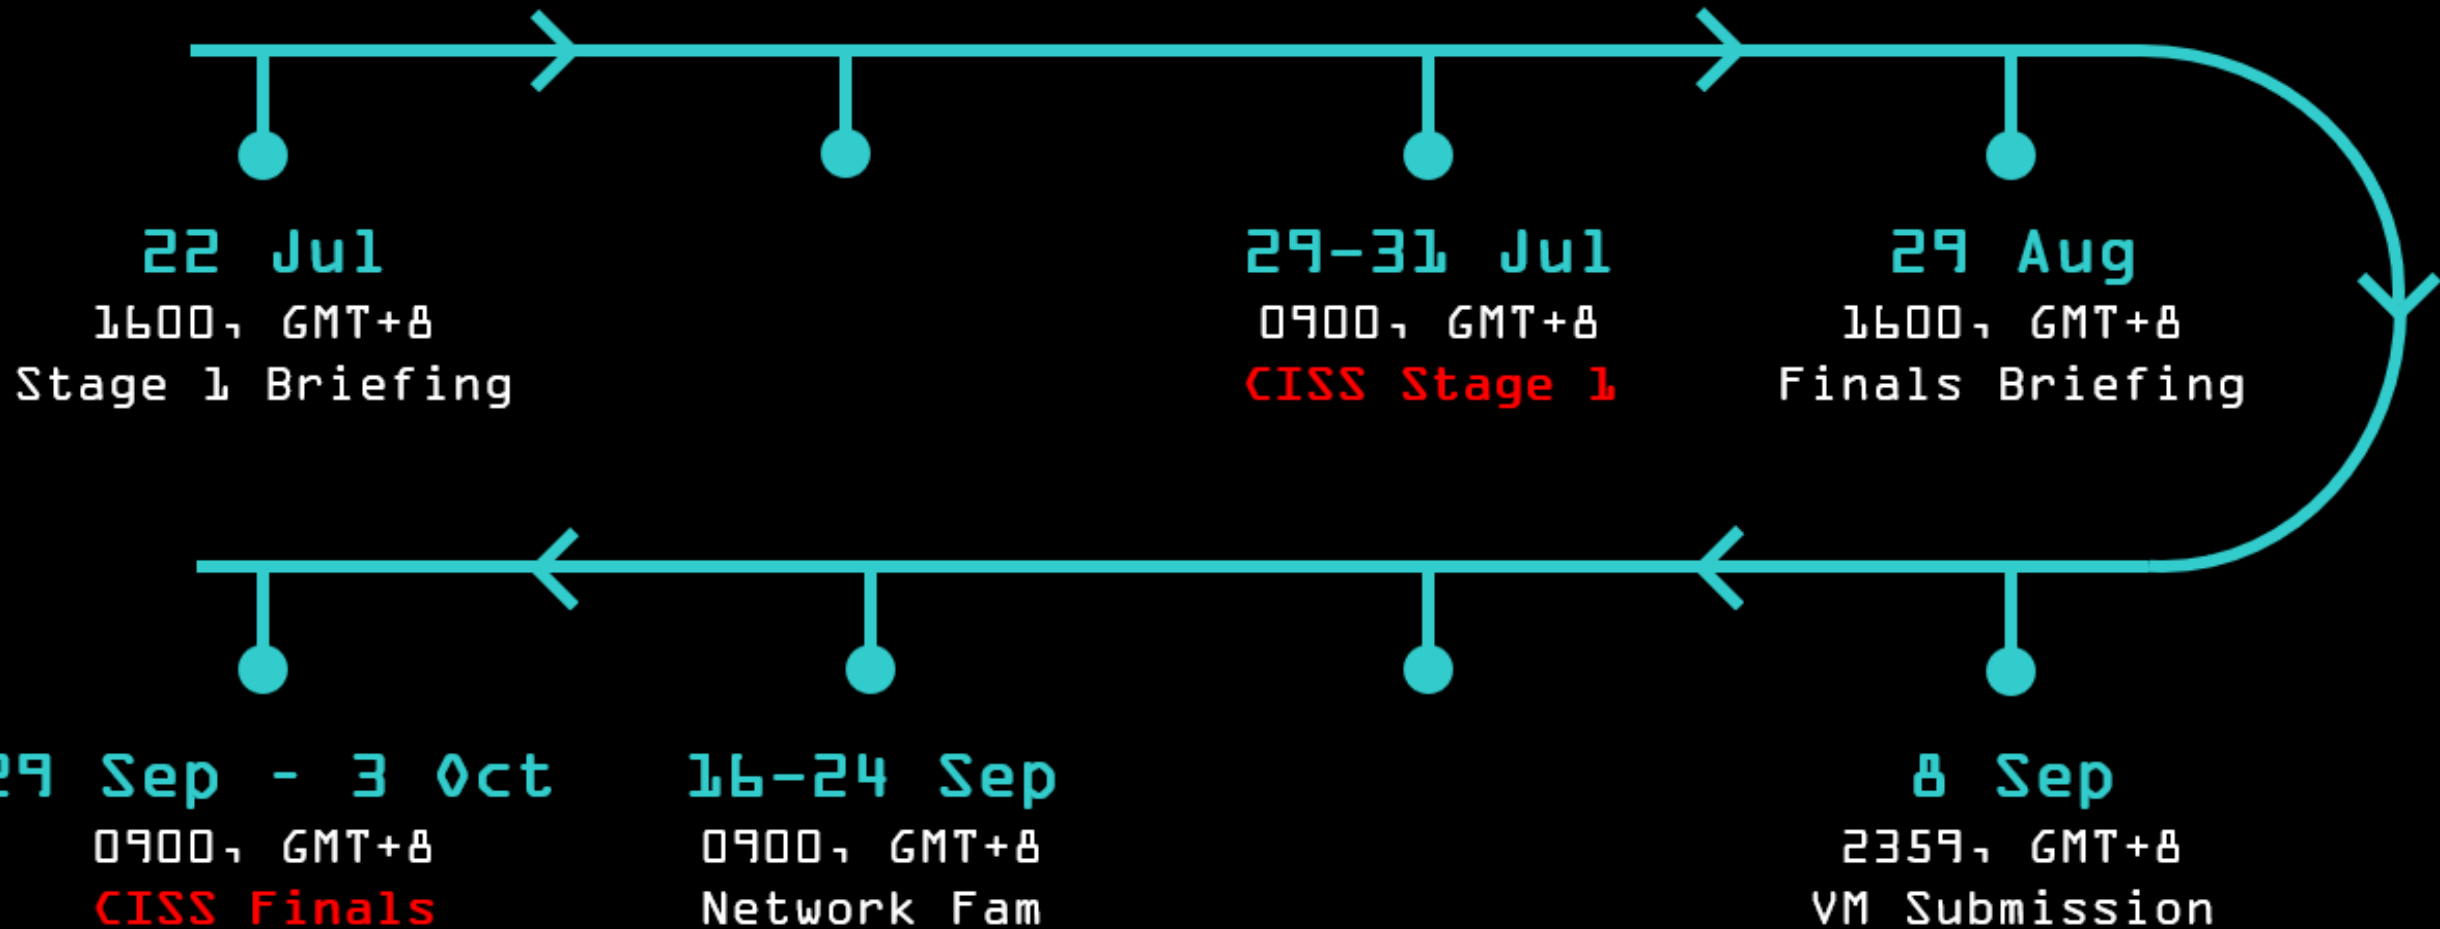 22 Jul
1600, GMT+8
Stage 1 Briefing
29-31 Jul
0900, GMT+8
CISS Stage 1
29 Aug
1600, GMT+8
Finals Briefing
8 Sep
2359, GMT+8
VM Submission
16-24 Sep
0900, GMT+8
Network Fam
29 Sep - 3 Oct
0900, GMT+8
CISS Finals